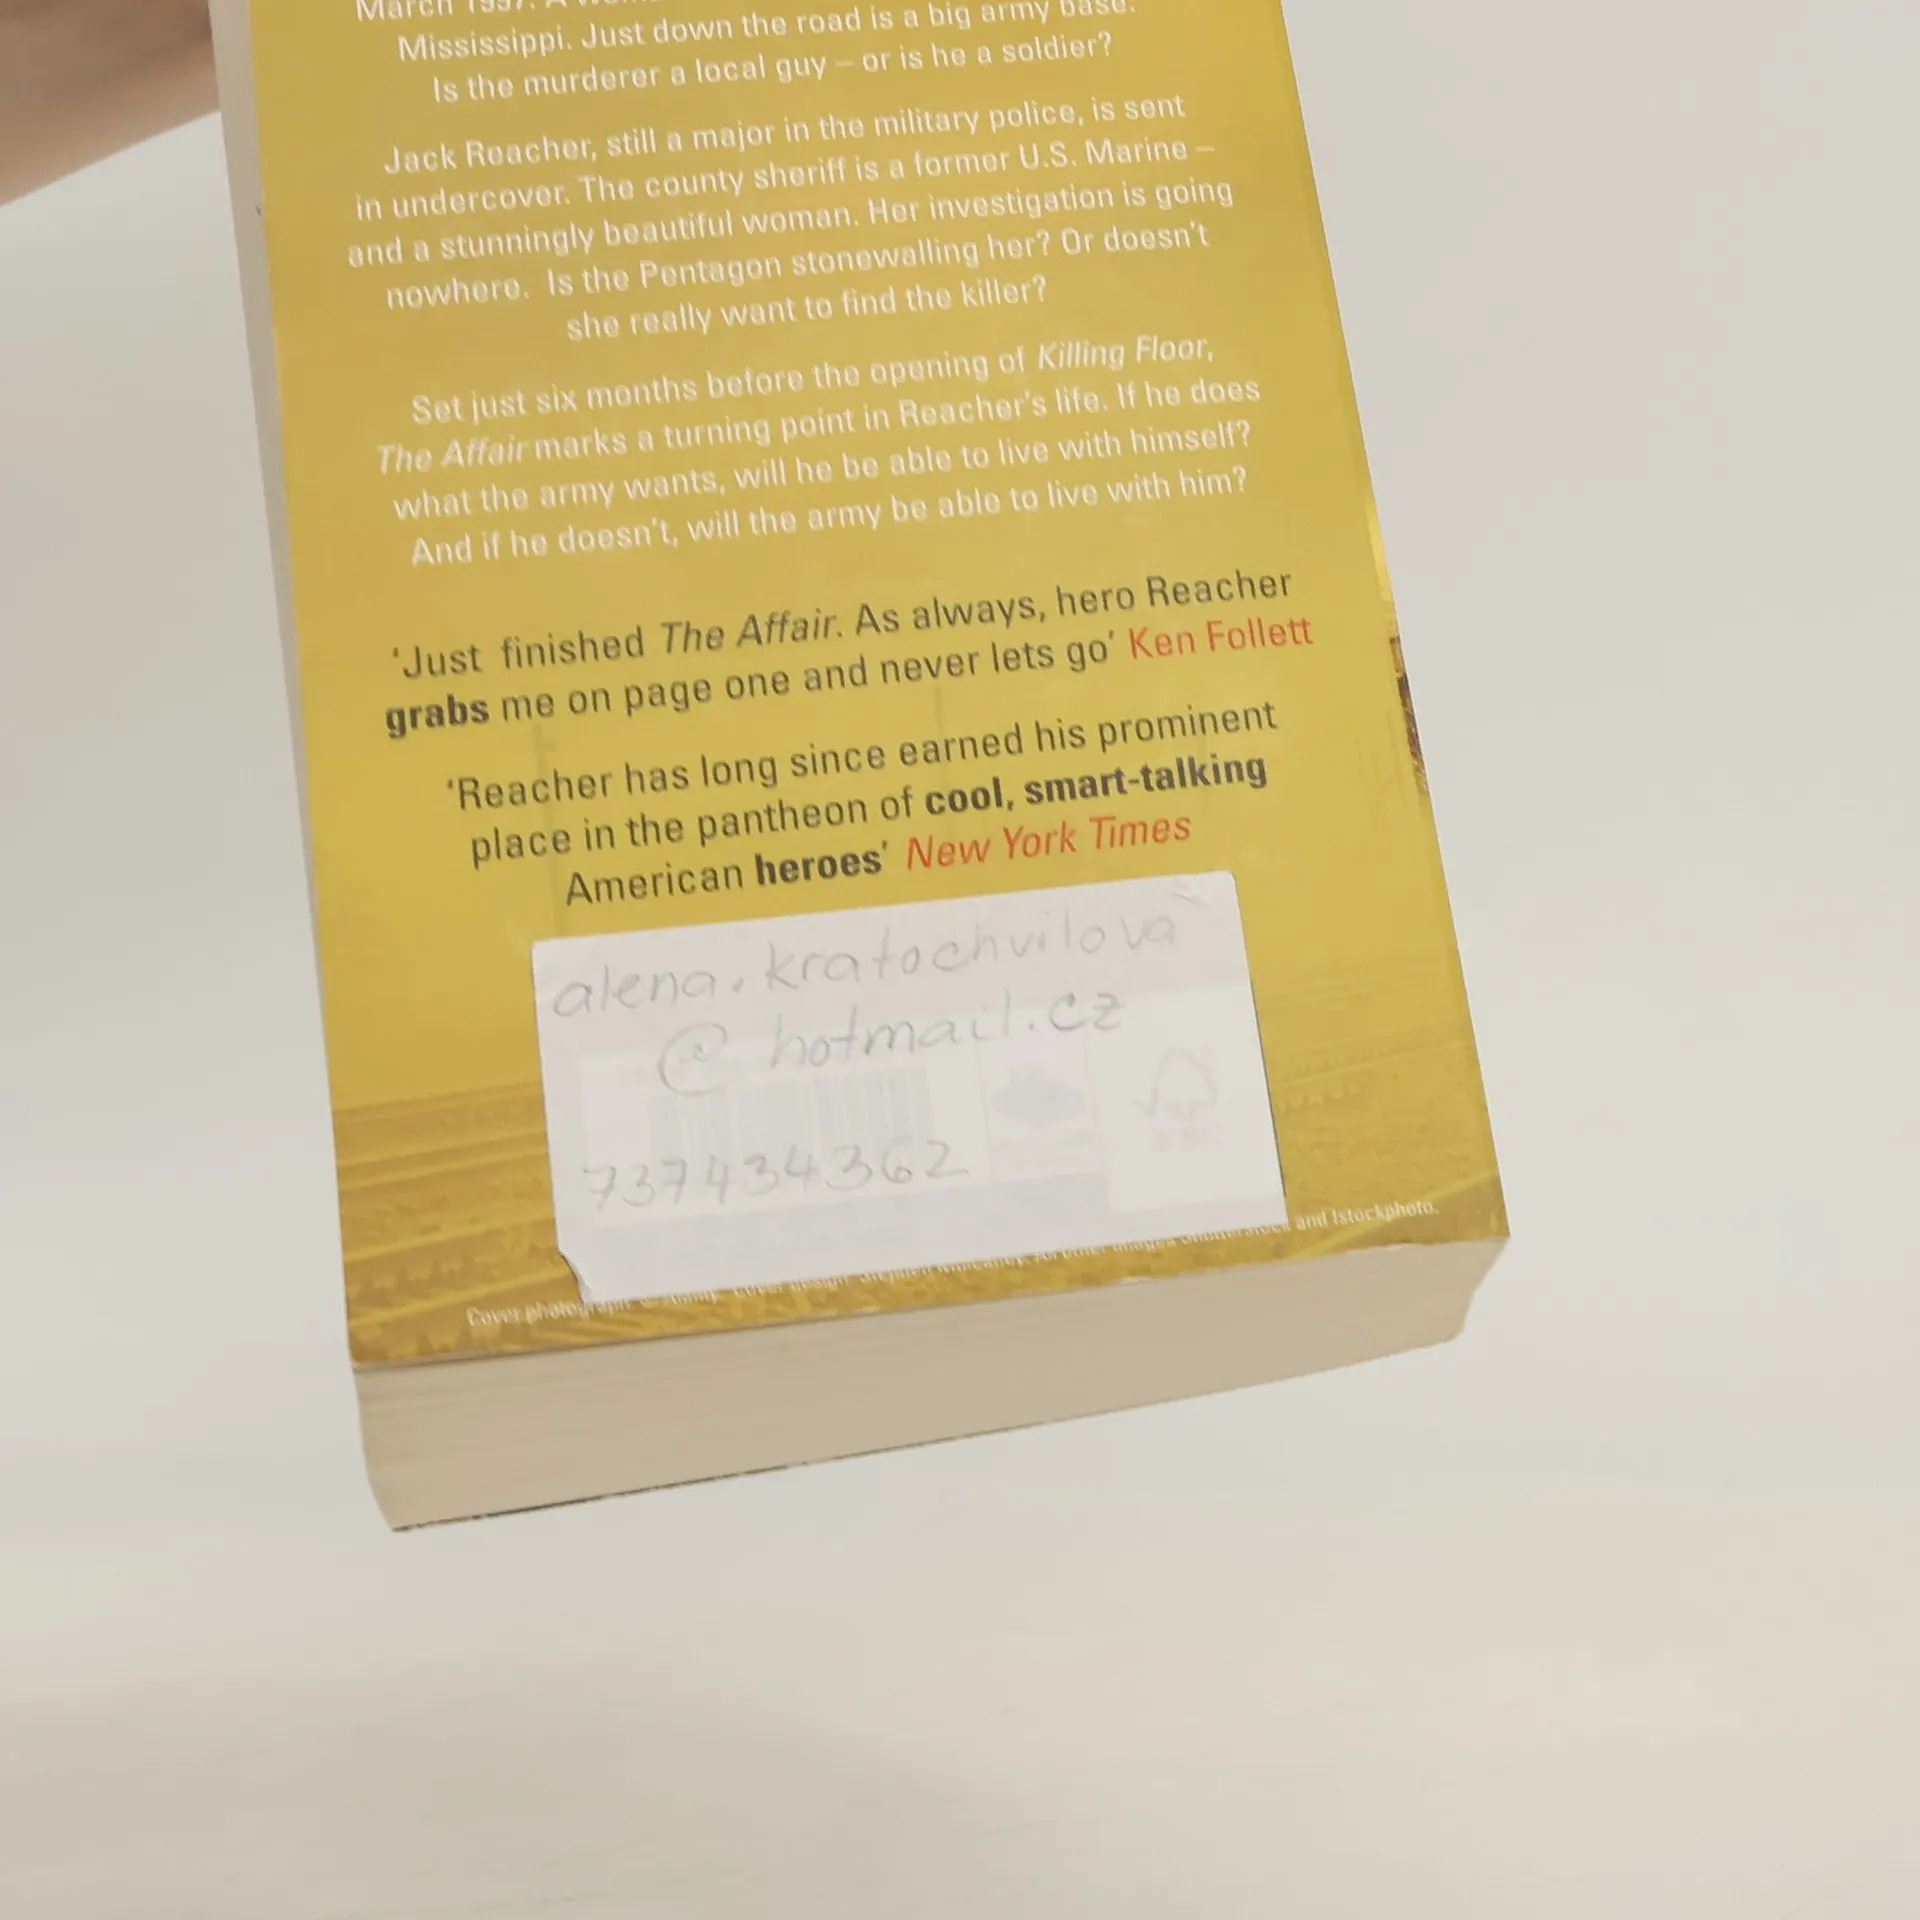 March 1997. A
Mississippi. Just down the road is a big army base.
Is the murderer a local guy – or is he a soldier?
Jack Reacher, still a major in the military police, is sent
in undercover. The county sheriff is a former U.S. Marine –
and a stunningly beautiful woman. Her investigation is going
nowhere. Is the Pentagon stonewalling her? Or doesn't
she really want to find the killer?
Set just six months before the opening of Killing Floor,
The Affair marks a turning point in Reacher's life. If he does
what the army wants, will he be able to live with himself?
And if he doesn't, will the army be able to live with him?
'Just finished The Affair. As always, hero Reacher
grabs me on page one and never lets go' Ken Follett
'Reacher has long since earned his prominent
place in the pantheon of cool, smart-talking
American heroes' New York Times
alena.kratochvilova
@ hotmail.cz
737434362
Cover photograph and Istockphoto.